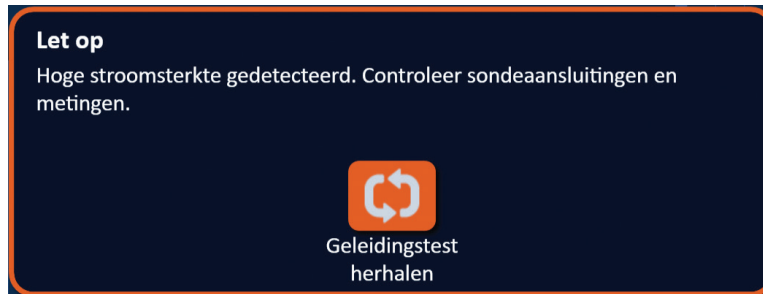 Let op
Hoge stroomsterkte gedetecteerd. Controleer sondeaansluitingen en
metingen.
Geleidingstest
herhalen